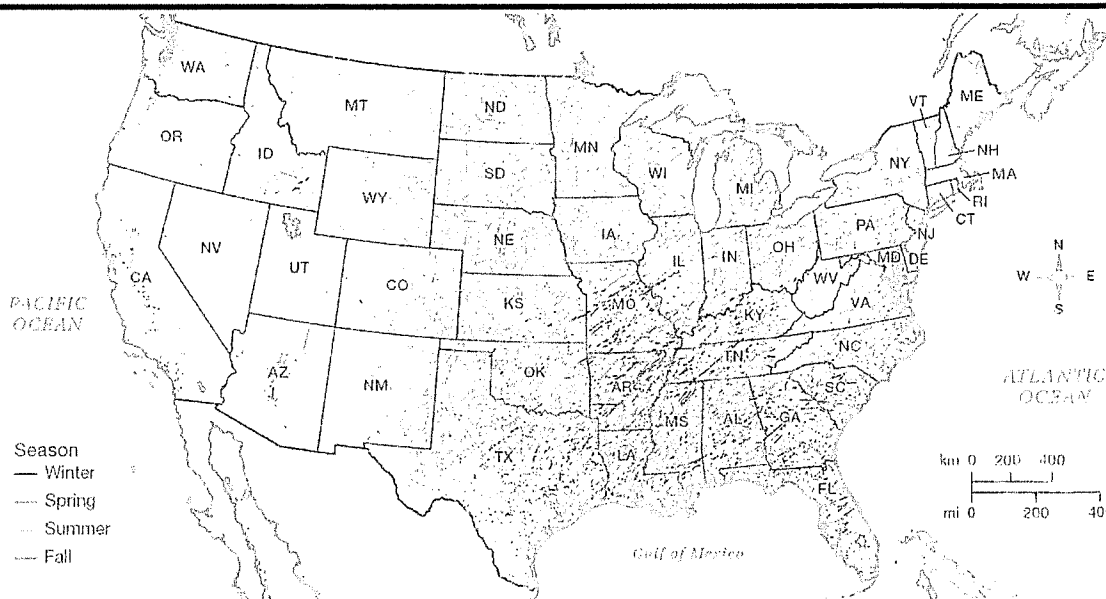 WA
MT
ND
MN
VT
ME
OR
ID
SD
WI
MI
NY
NH
MA
RI
CT
WY
NE
IA
PA
NJ
NV
UT
CO
IL
IN
OH
MD
DE
WV
VA
CA
KS
MO
KY
N
W
E
S
PACIFIC
OCEAN
AZ
NM
OK
AR
TN
NC
SC
ATLANTIC
OCEAN
TX
LA
MS
AL
GA
FL
Season
Winter
Spring
Summer
Fall
km 0 200 400
mi 0 200 40
Gulf of Mexico